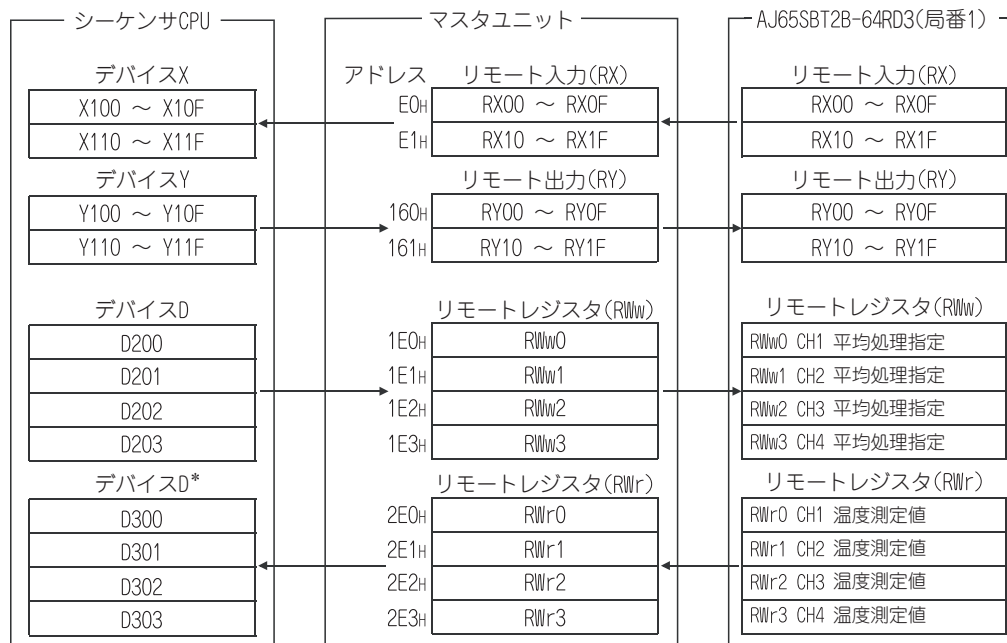 シーケンサCPU マスタユニット AJ65SBT2B-64RD3(局番1)
デバイスX アドレス リモート入力(RX) リモート入力(RX)
X100 ～ X10F E0H RX00 ～ RX0F RX00 ～ RX0F
X110 ～ X11F E1H RX10 ～ RX1F RX10 ～ RX1F
デバイスY リモート出力(RY) リモート出力(RY)
Y100 ～ Y10F 160H RY00 ～ RY0F RY00 ～ RY0F
Y110 ～ Y11F 161H RY10 ～ RY1F RY10 ～ RY1F
デバイスD リモートレジスタ(RWw) リモートレジスタ(RWw)
D200 1E0H RWw0 RWw0 CH1 平均処理指定
D201 1E1H RWw1 RWw1 CH2 平均処理指定
D202 1E2H RWw2 RWw2 CH3 平均処理指定
D203 1E3H RWw3 RWw3 CH4 平均処理指定
デバイスD* リモートレジスタ(RWr) リモートレジスタ(RWr)
D300 2E0H RWr0 RWr0 CH1 温度測定値
D301 2E1H RWr1 RWr1 CH2 温度測定値
D302 2E2H RWr2 RWr2 CH3 温度測定値
D303 2E3H RWr3 RWr3 CH4 温度測定値